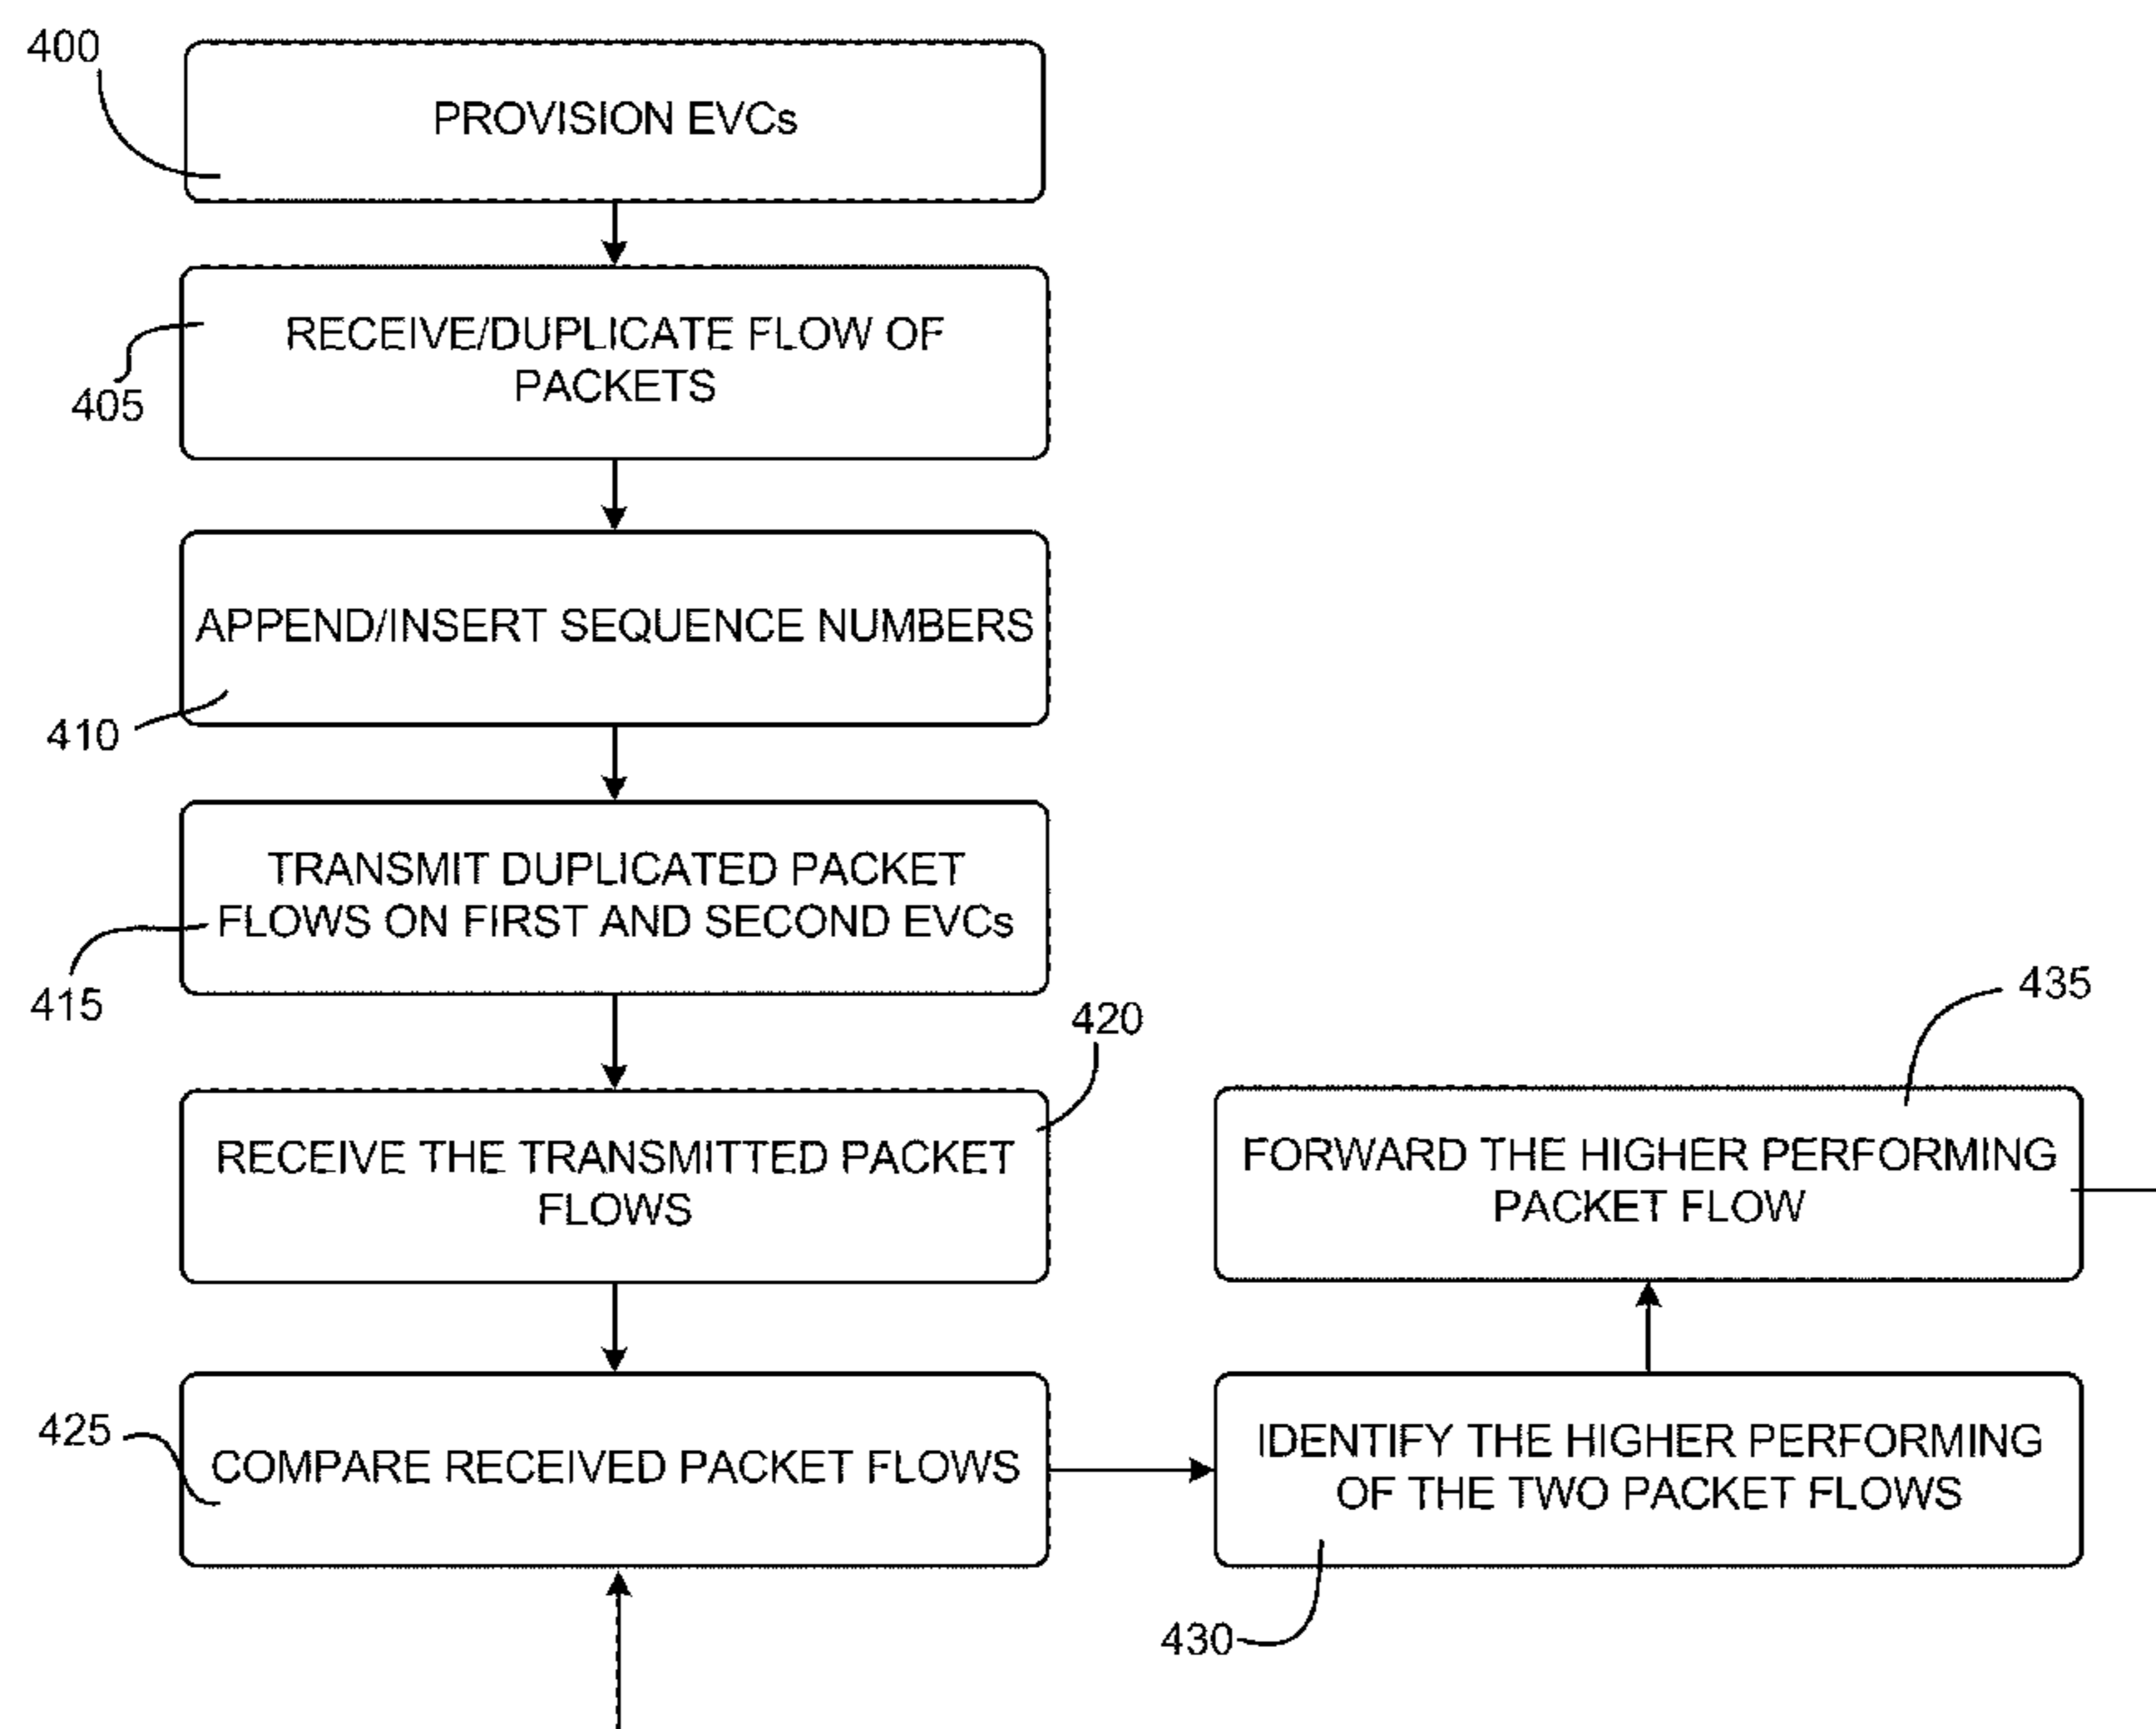 400
PROVISION EVCs
RECEIVE/DUPLICATE FLOW OF
PACKETS
405
APPEND/INSERT SEQUENCE NUMBERS
410
TRANSMIT DUPLICATED PACKET
FLOWS ON FIRST AND SECOND EVCs
415
420
RECEIVE THE TRANSMITTED PACKET
FLOWS
425
COMPARE RECEIVED PACKET FLOWS
435
FORWARD THE HIGHER PERFORMING
PACKET FLOW
IDENTIFY THE HIGHER PERFORMING
OF THE TWO PACKET FLOWS
430